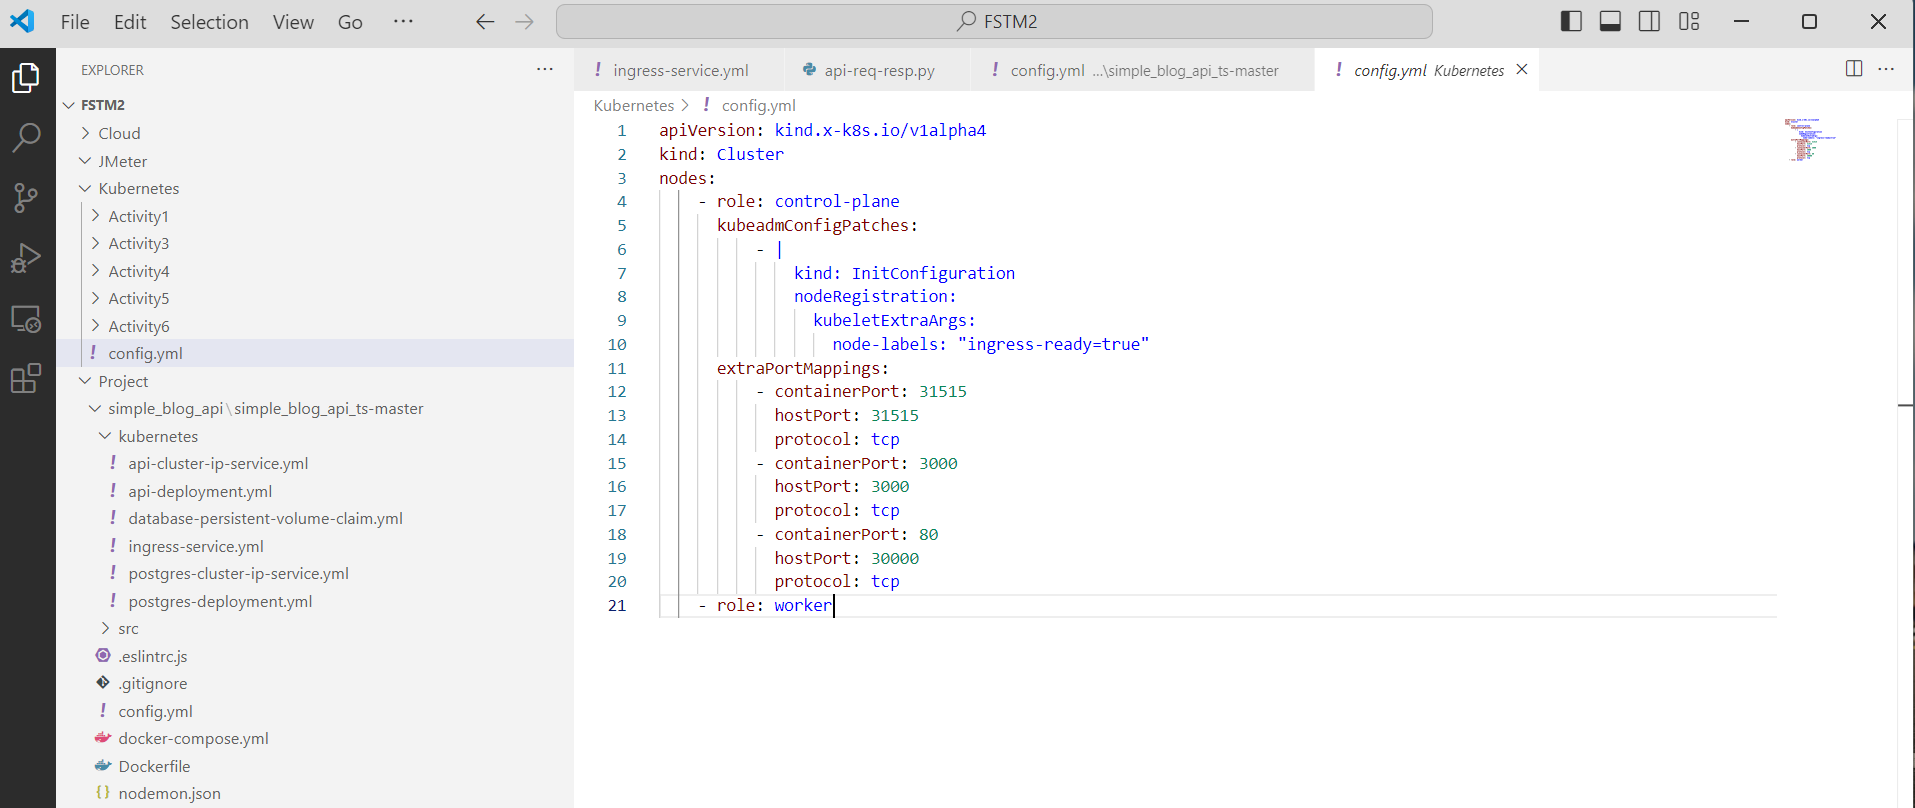 File Edit Selection View Go ···
FSTM2
EXPLORER ···
FSTM2
Cloud
JMeter
Kubernetes
Activity1
Activity3
Activity4
Activity5
Activity6
! config.yml
Project
simple_blog_api\simple_blog_api_ts-master
kubernetes
! api-cluster-ip-service.yml
! api-deployment.yml
! database-persistent-volume-claim.yml
! ingress-service.yml
! postgres-cluster-ip-service.yml
! postgres-deployment.yml
src
.eslintrc.js
.gitignore
! config.yml
docker-compose.yml
Dockerfile
{} nodemon.json
! ingress-service.yml
api-req-resp.py
! config.yml ...\simple_blog_api_ts-master
! config.yml Kubernetes
Kubernetes > ! config.yml
1 apiVersion: kind.x-k8s.io/v1alpha4
2 kind: Cluster
3 nodes:
4 - role: control-plane
5 kubeadmConfigPatches:
6 - |
7 kind: InitConfiguration
8 nodeRegistration:
9 kubeletExtraArgs:
10 node-labels: "ingress-ready=true"
11 extraPortMappings:
12 - containerPort: 31515
13 hostPort: 31515
14 protocol: tcp
15 - containerPort: 3000
16 hostPort: 3000
17 protocol: tcp
18 - containerPort: 80
19 hostPort: 30000
20 protocol: tcp
21 - role: worker